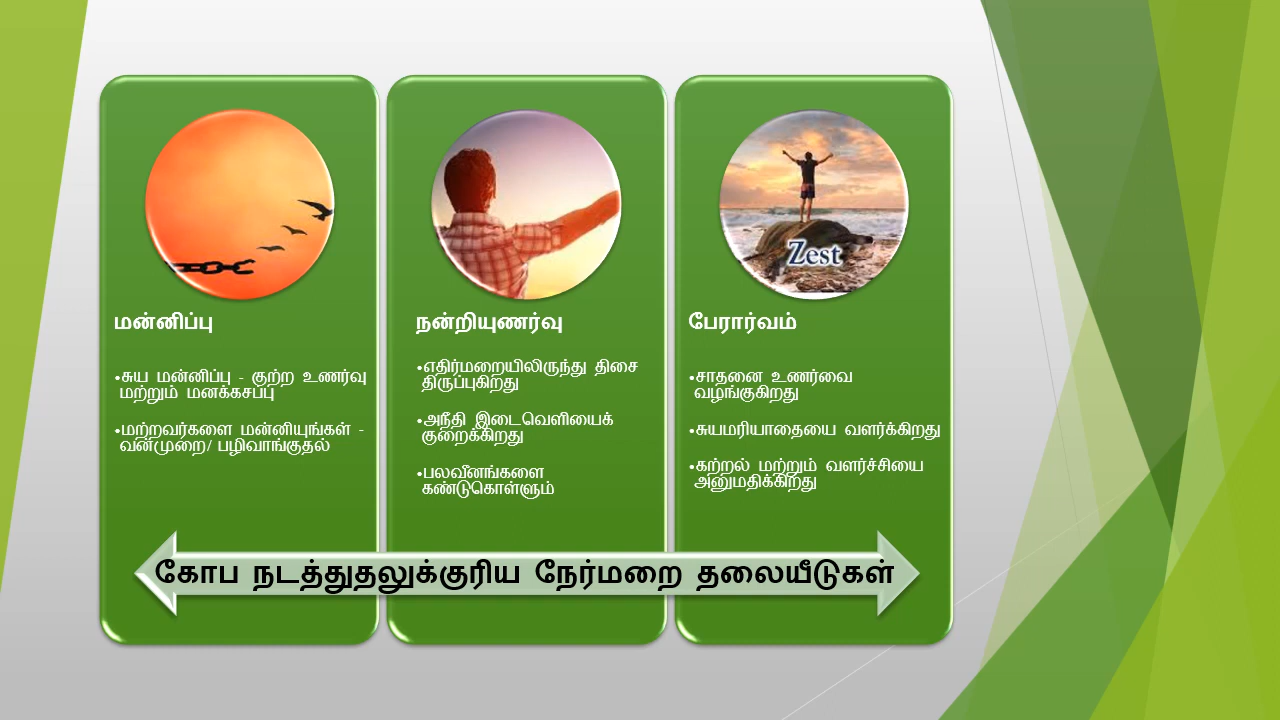 மன்னிப்பு
•சுய மன்னிப்பு - குற்ற உணர்வு
மற்றும் மனக்கசப்பு
•மற்றவர்களை மன்னியுங்கள் -
வன்முறை/ பழிவாங்குதல்
நன்றியுணர்வு
•எதிர்மறையிலிருந்து திசை
திருப்புகிறது
•அநீதி இடைவெளியைக்
குறைக்கிறது
•பலவீனங்களை
கண்டுகொள்ளும்
Zest
பேரார்வம்
•சாதனை உணர்வை
வழங்குகிறது
•சுயமரியாதையை வளர்க்கிறது
•கற்றல் மற்றும் வளர்ச்சியை
அனுமதிக்கிறது
கோப நடத்துதலுக்குரிய நேர்மறை தலையீடுகள்